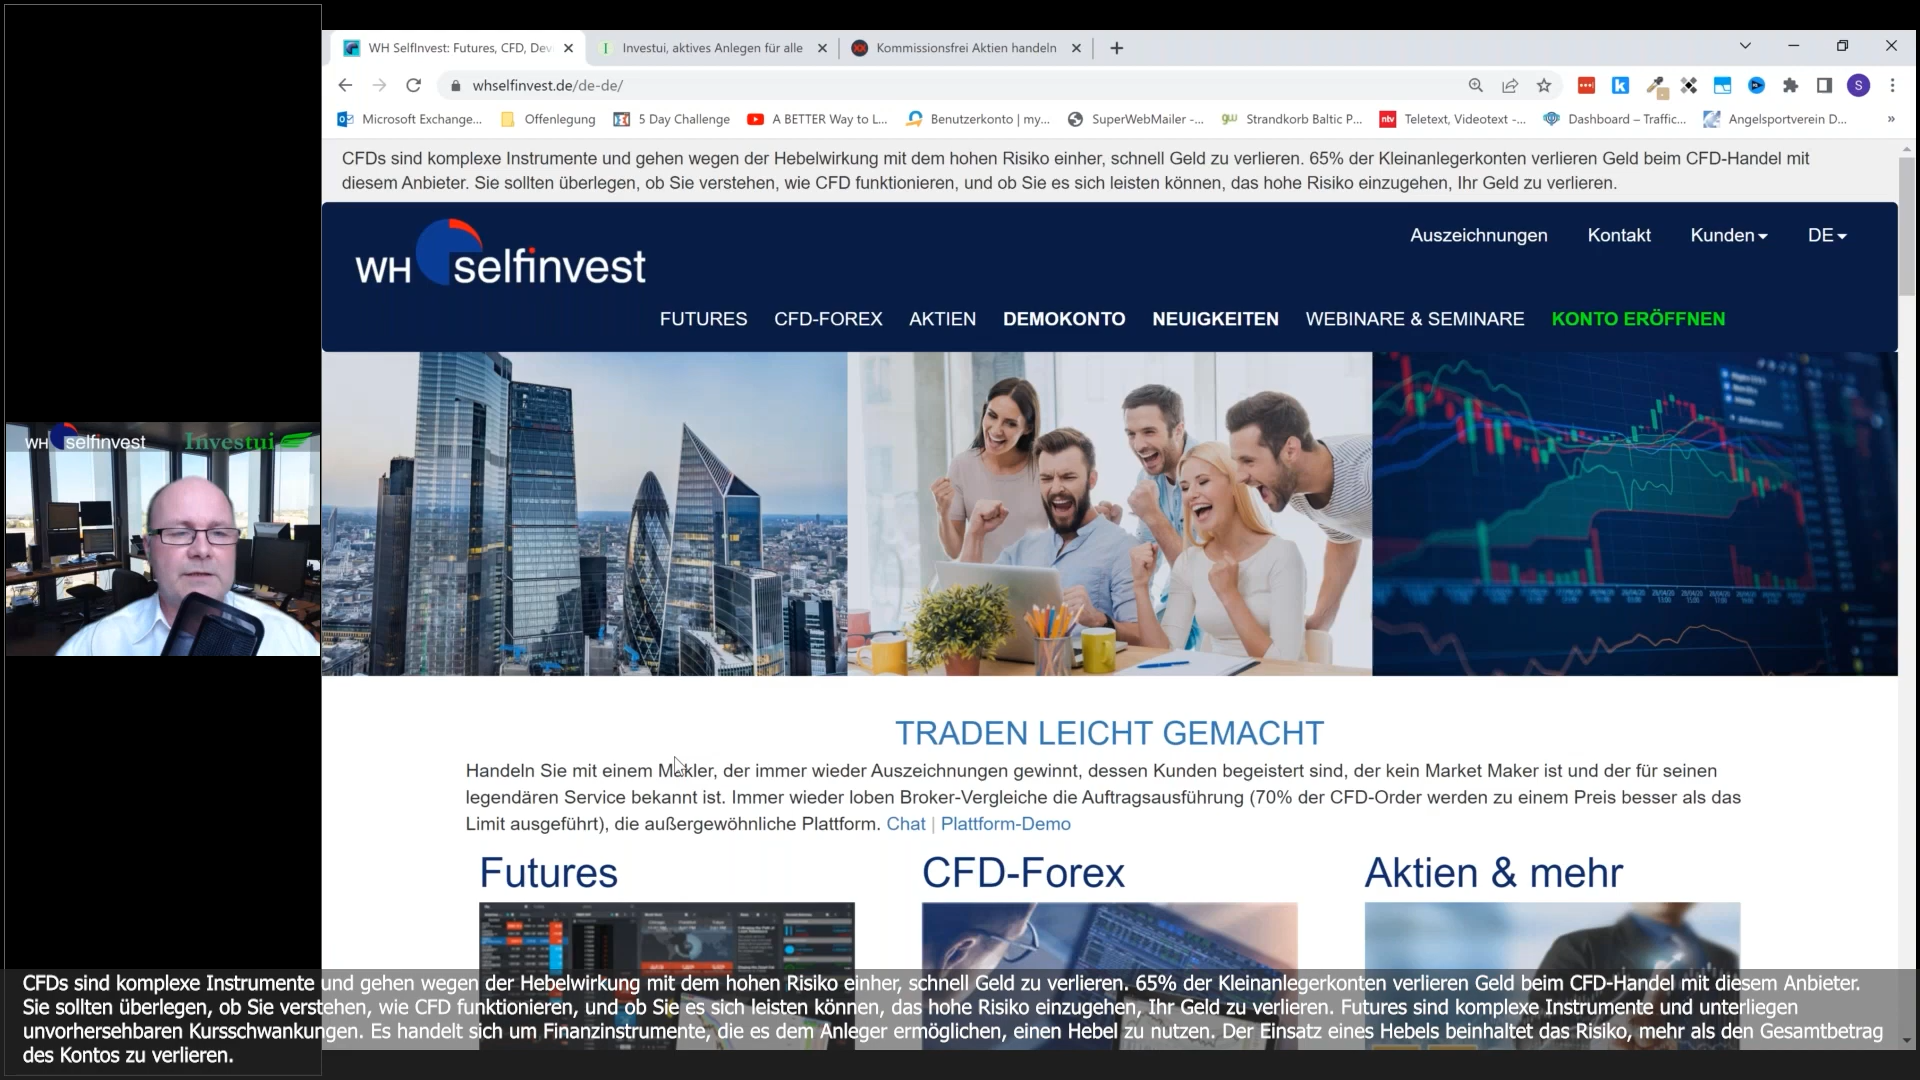 WH SelfInvest: Futures, CFD, Dev
Investui, aktives Anlegen für alle
Kommissionsfrei Aktien handeln
whselfinvest.de/de-de/
S
Microsoft Exchange...
Offenlegung
5 Day Challenge
A BETTER Way to L...
Benutzerkonto | my...
SuperWebMailer -...
Strandkorb Baltic P...
ntv
Teletext, Videotext -...
Dashboard – Traffic...
Angelsportverein D...
»
CFDs sind komplexe Instrumente und gehen wegen der Hebelwirkung mit dem hohen Risiko einher, schnell Geld zu verlieren. 65% der Kleinanlegerkonten verlieren Geld beim CFD-Handel mit
diesem Anbieter. Sie sollten überlegen, ob Sie verstehen, wie CFD funktionieren, und ob Sie es sich leisten können, das hohe Risiko einzugehen, Ihr Geld zu verlieren.
Auszeichnungen Kontakt Kunden DE
WH selfinvest
FUTURES CFD-FOREX AKTIEN DEMOKONTO NEUIGKEITEN WEBINARE & SEMINARE KONTO ERÖFFNEN
WH selfinvest Investui
TRADEN LEICHT GEMACHT
Handeln Sie mit einem Makler, der immer wieder Auszeichnungen gewinnt, dessen Kunden begeistert sind, der kein Market Maker ist und der für seinen
legendären Service bekannt ist. Immer wieder loben Broker-Vergleiche die Auftragsausführung (70% der CFD-Order werden zu einem Preis besser als das
Limit ausgeführt), die außergewöhnliche Plattform. Chat | Plattform-Demo
Futures CFD-Forex Aktien & mehr
CFDs sind komplexe Instrumente und gehen wegen der Hebelwirkung mit dem hohen Risiko einher, schnell Geld zu verlieren. 65% der Kleinanlegerkonten verlieren Geld beim CFD-Handel mit diesem Anbieter.
Sie sollten überlegen, ob Sie verstehen, wie CFD funktionieren, und ob Sie es sich leisten können, das hohe Risiko einzugehen, Ihr Geld zu verlieren. Futures sind komplexe Instrumente und unterliegen
unvorhersehbaren Kursschwankungen. Es handelt sich um Finanzinstrumente, die es dem Anleger ermöglichen, einen Hebel zu nutzen. Der Einsatz eines Hebels beinhaltet das Risiko, mehr als den Gesamtbetrag
des Kontos zu verlieren.